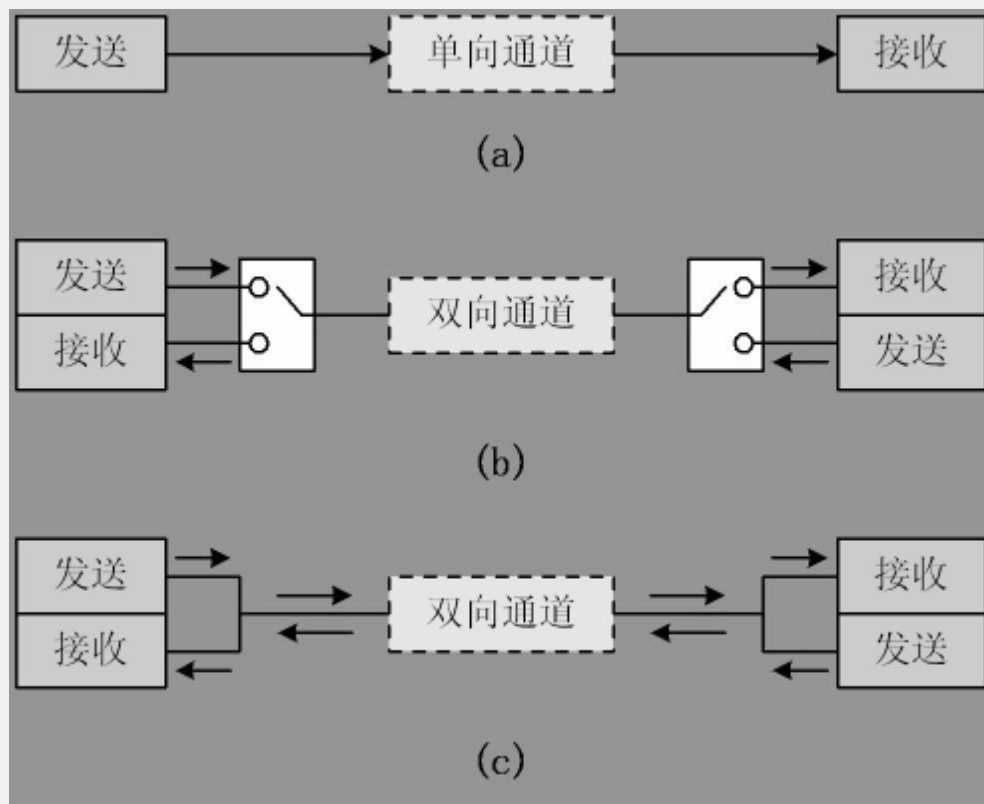 发送 单向通道 接收
(a)
发送 接收
双向通道
接收 发送
(b)
发送 接收
双向通道
接收 发送
(c)